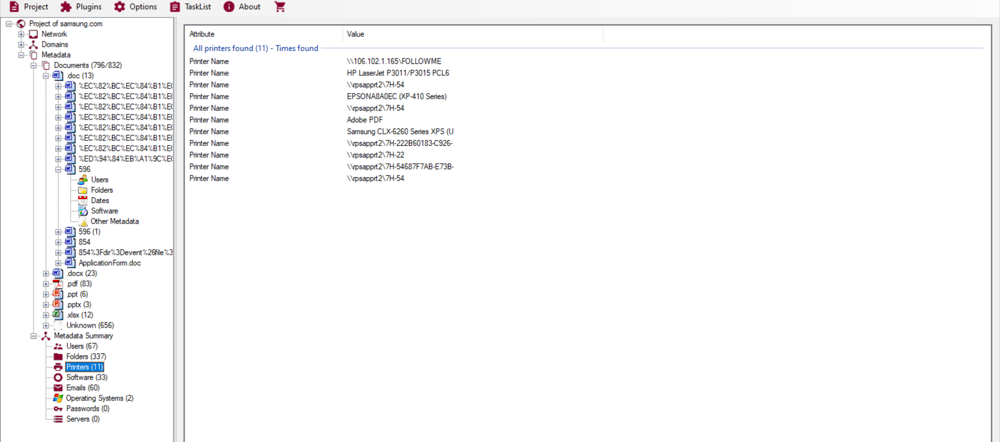 Project Plugins Options TaskList About
Project of samsung.com
Network
Domains
Metadata
Documents (796/832)
.doc (13)
%EC%82%BC%EC%84%B1%E
%EC%82%BC%EC%84%B1%E
%EC%82%BC%EC%84%B1%E
%EC%82%BC%EC%84%B1%E
%EC%82%BC%EC%84%B1%E
%EC%82%BC%EC%84%B1%E
%EC%82%BC%EC%84%B1%E
%ED%94%84%EB%A1%9C%E
596
Users
Folders
Dates
Software
Other Metadata
596 (1)
854
854%3Fdir%3Devent%26file%3
ApplicationForm.doc
.docx (23)
.pdf (83)
.ppt (6)
.pptx (3)
.xlsx (12)
Unknown (656)
Metadata Summary
Users (67)
Folders (337)
Printers (11)
Software (33)
Emails (60)
Operating Systems (2)
Passwords (0)
Servers (0)
Attribute Value
All printers found (11) - Times found
Printer Name \\106.102.1.165\FOLLOWME
Printer Name HP LaserJet P3011/P3015 PCL6
Printer Name \\rpsapprt2\7H-54
Printer Name EPSONA8A0EC (XP-410 Series)
Printer Name \\rpsapprt2\7H-54
Printer Name Adobe PDF
Printer Name Samsung CLX-6260 Series XPS (U
Printer Name \\rpsapprt2\7H-222B60183-C926-
Printer Name \\rpsapprt2\7H-22
Printer Name \\rpsapprt2\7H-54687F7AB-E73B-
Printer Name \\rpsapprt2\7H-54